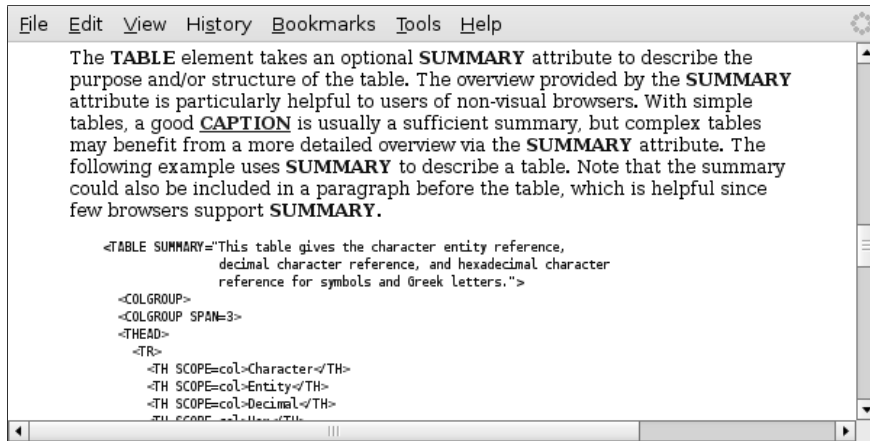 File Edit View History Bookmarks Tools Help
The TABLE element takes an optional SUMMARY attribute to describe the
purpose and/or structure of the table. The overview provided by the SUMMARY
attribute is particularly helpful to users of non-visual browsers. With simple
tables, a good CAPTION is usually a sufficient summary, but complex tables
may benefit from a more detailed overview via the SUMMARY attribute. The
following example uses SUMMARY to describe a table. Note that the summary
could also be included in a paragraph before the table, which is helpful since
few browsers support SUMMARY.
<TABLE SUMMARY="This table gives the character entity reference,
decimal character reference, and hexadecimal character
reference for symbols and Greek letters.">
<COLGROUP>
<COLGROUP SPAN=3>
<THEAD>
<TR>
<TH SCOPE=col>Character</TH>
<TH SCOPE=col>Entity</TH>
<TH SCOPE=col>Decimal</TH>
<TH SCOPE=col>Hex</TH>